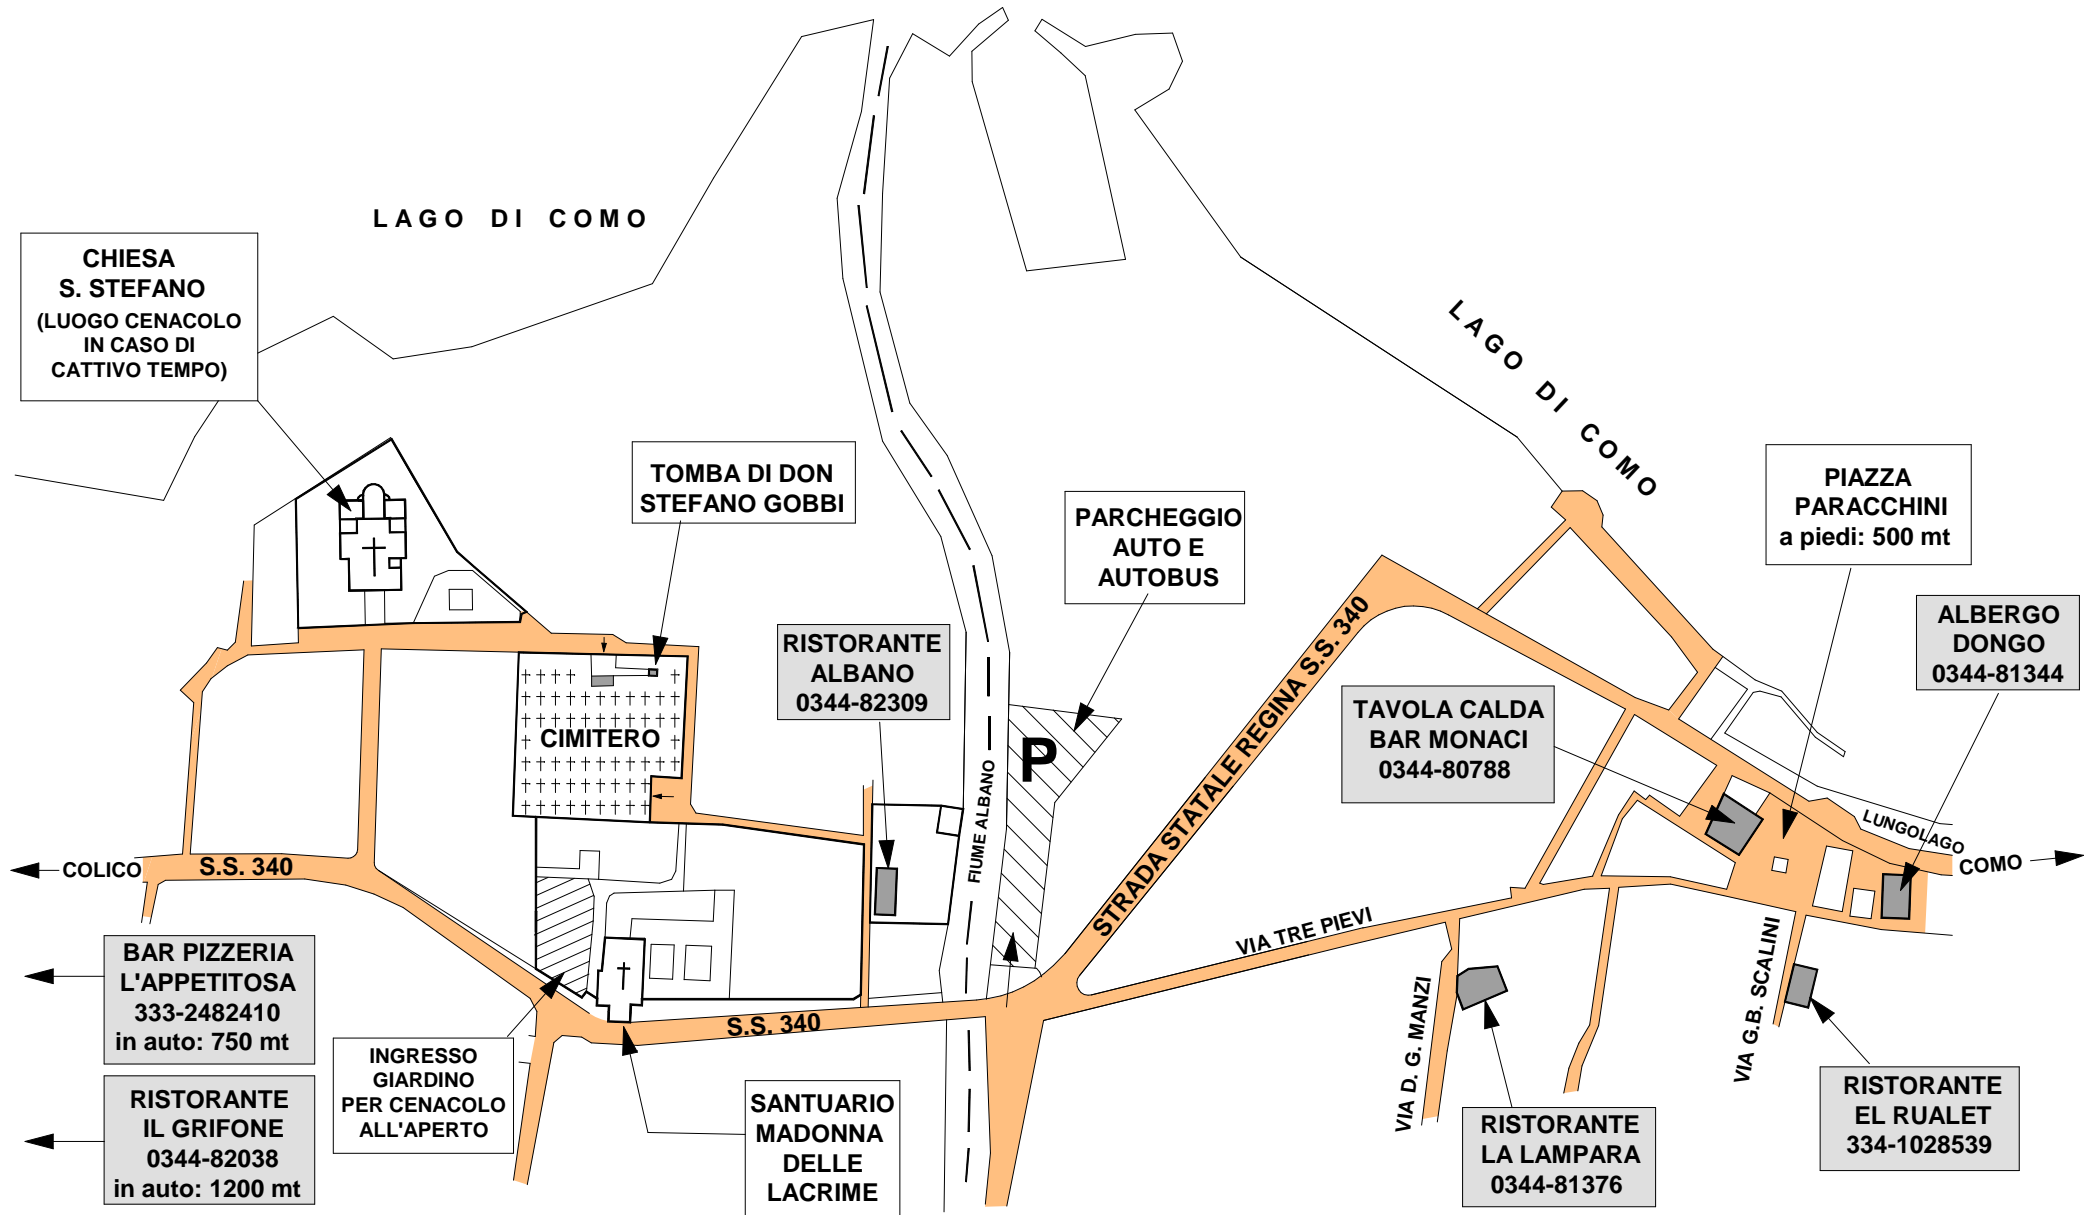 LAGO DI COMO
CHIESA
S. STEFANO
(LUOGO CENACOLO
IN CASO DI
CATTIVO TEMPO)
LAGO DI COMO
TOMBA DI DON
STEFANO GOBBI
PARCHEGGIO
AUTO E
AUTOBUS
PIAZZA
PARACCHINI
a piedi: 500 mt
ALBERGO
DONGO
0344-81344
RISTORANTE
ALBANO
0344-82309
TAVOLA CALDA
BAR MONACI
0344-80788
CIMITERO
P
FIUME ALBANO
STRADA STATALE REGINA S.S. 340
LUNGOLAGO
COMO
COLICO
S.S. 340
VIA TRE PIEVI
BAR PIZZERIA
L'APPETITOSA
333-2482410
in auto: 750 mt
S.S. 340
VIA D. G. MANZI
VIA G.B. SCALINI
INGRESSO
GIARDINO
PER CENACOLO
ALL'APERTO
RISTORANTE
IL GRIFONE
0344-82038
in auto: 1200 mt
SANTUARIO
MADONNA
DELLE
LACRIME
RISTORANTE
LA LAMPARA
0344-81376
RISTORANTE
EL RUALET
334-1028539